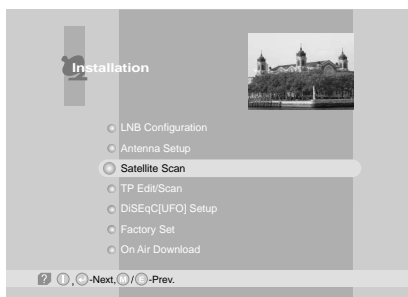 Installation
LNB Configuration
Antenna Setup
Satellite Scan
TP Edit/Scan
DiSEqC[UFO] Setup
Factory Set
On Air Download
? , -Next, M / E -Prev.